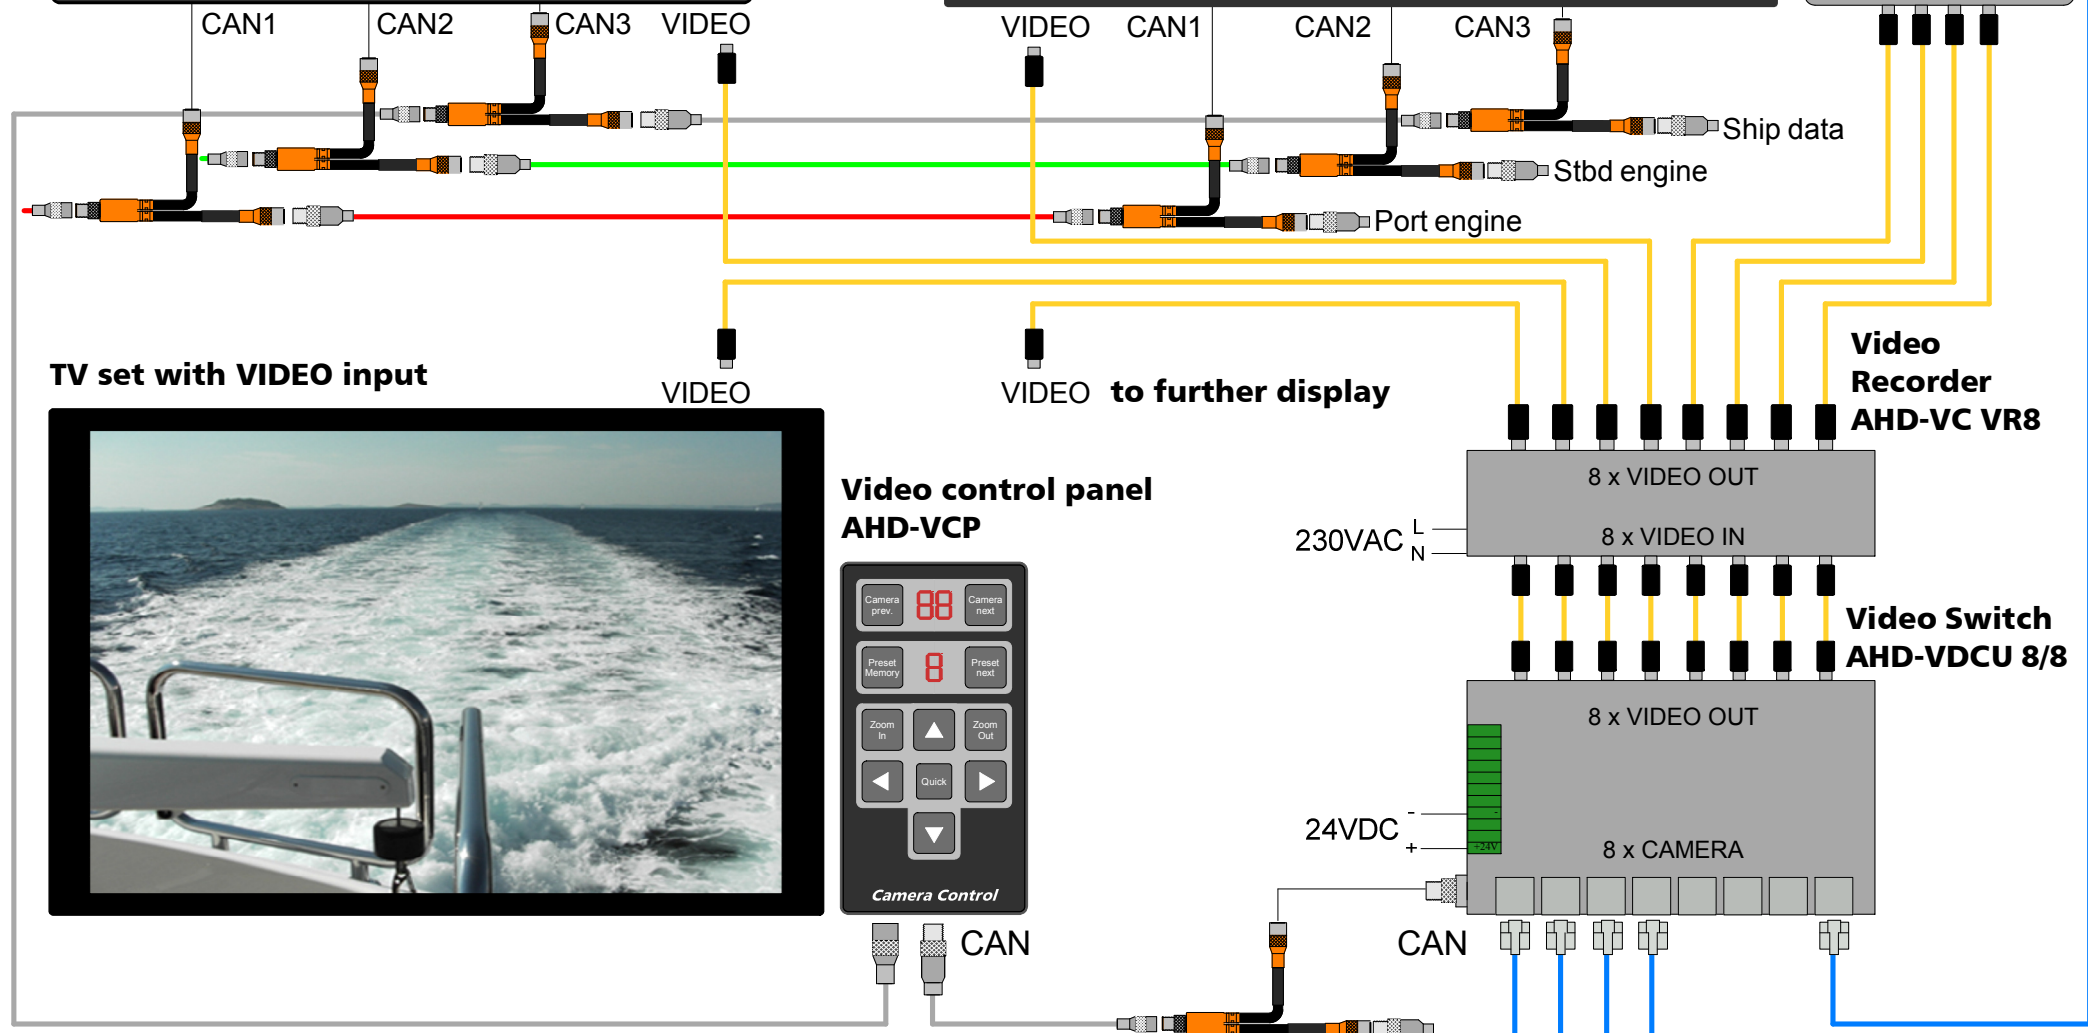 CAN1 CAN2 CAN3 VIDEO VIDEO CAN1 CAN2 CAN3
Ship data
Stbd engine
Port engine
TV set with VIDEO input
VIDEO VIDEO to further display
Video
Recorder
AHD-VC VR8
8 x VIDEO OUT
230VAC L
N
8 x VIDEO IN
Video control panel
AHD-VCP
Camera
prev.
88
Camera
next
Preset
Memory
8
Preset
next
Zoom
In
Zoom
Out
Quick
Camera Control
CAN
Video Switch
AHD-VDCU 8/8
8 x VIDEO OUT
24VDC -
+
-
+24V
8 x CAMERA
CAN